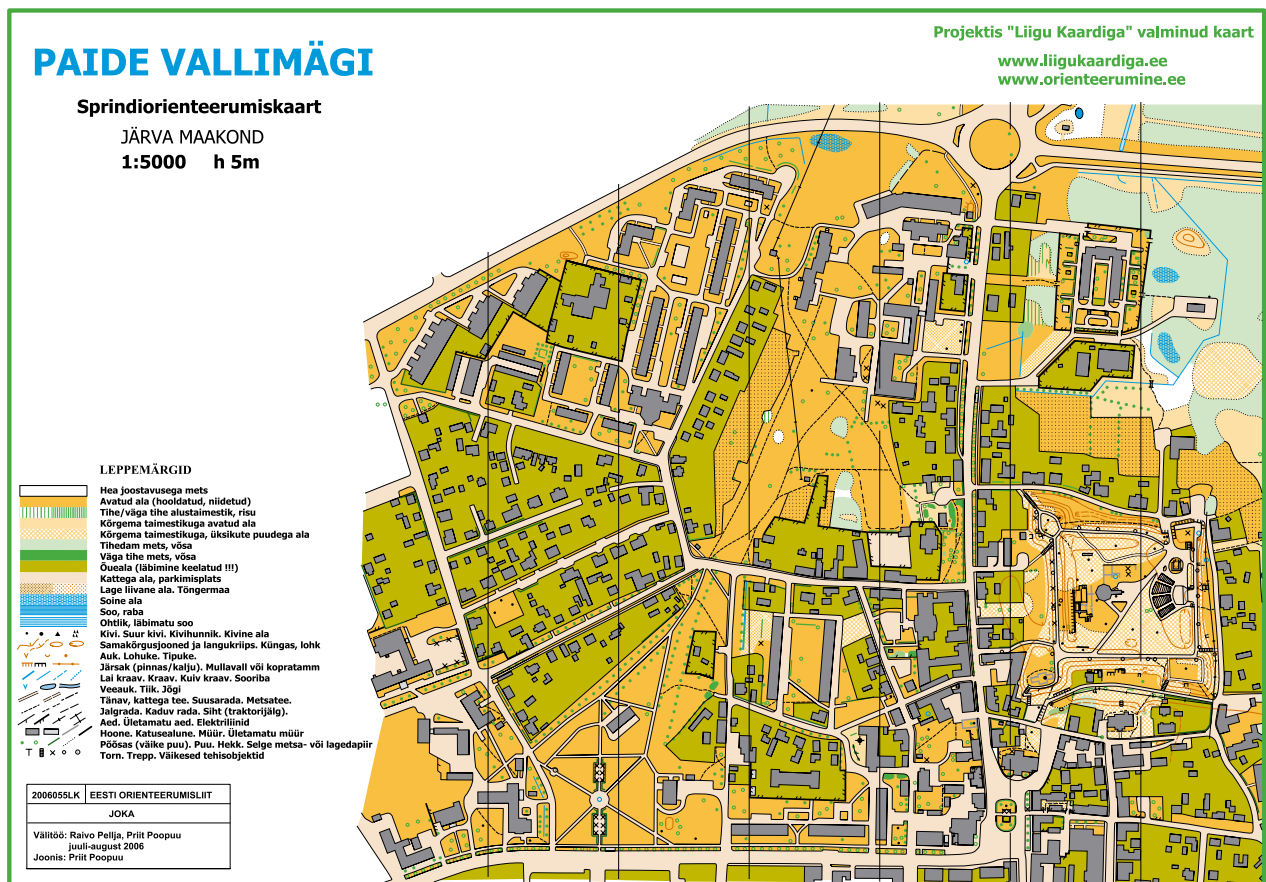 PAIDE VALLIMÄGI
Sprindiorienteerumiskaart
JÄRVA MAAKOND
1:5000 h 5m
Projektis "Liigu Kaardiga" valminud kaart
www.liigukaardiga.ee
www.orienteerumine.ee
LEPPEMÄRGID
Hea joostavusega mets
Avatud ala (hooldatud, niidetud)
Tihe/väga tihe alustaimestik, risu
Kõrgema taimestikuga avatud ala
Kõrgema taimestikuga, üksikute puudega ala
Tihedam mets, võsa
Väga tihe mets, võsa
Õueala (läbimine keelatud !!!)
Kattega ala, parkimisplats
Lage liivane ala. Töngermaa
Soine ala
Soo, raba
Ohtlik, läbimatu soo
Kivi. Suur kivi. Kivihunnik. Kivine ala
Samakõrgusjooned ja langukriips. Küngas, lohk
Auk. Lohuke. Tipuke.
Järsak (pinnas/kalju). Mullavall või kopratamm
Lai kraav. Kraav. Kuiv kraav. Sooriba
Veeauk. Tiik. Jõgi
Tänav, kattega tee. Suusarada. Metsatee.
Jalgrada. Kaduv rada. Siht (traktorijälg).
Aed. Ületamatu aed. Elektriliinid
Hoone. Katusealune. Müür. Ületamatu müür
Põõsas (väike puu). Puu. Hekk. Selge metsa- või lagedapiir
Torn. Trepp. Väikesed tehisobjektid
2006055LK EESTI ORIENTEERUMISLIIT
JOKA
Välitöö: Raivo Pellja, Priit Poopuu
juuli-august 2006
Joonis: Priit Poopuu